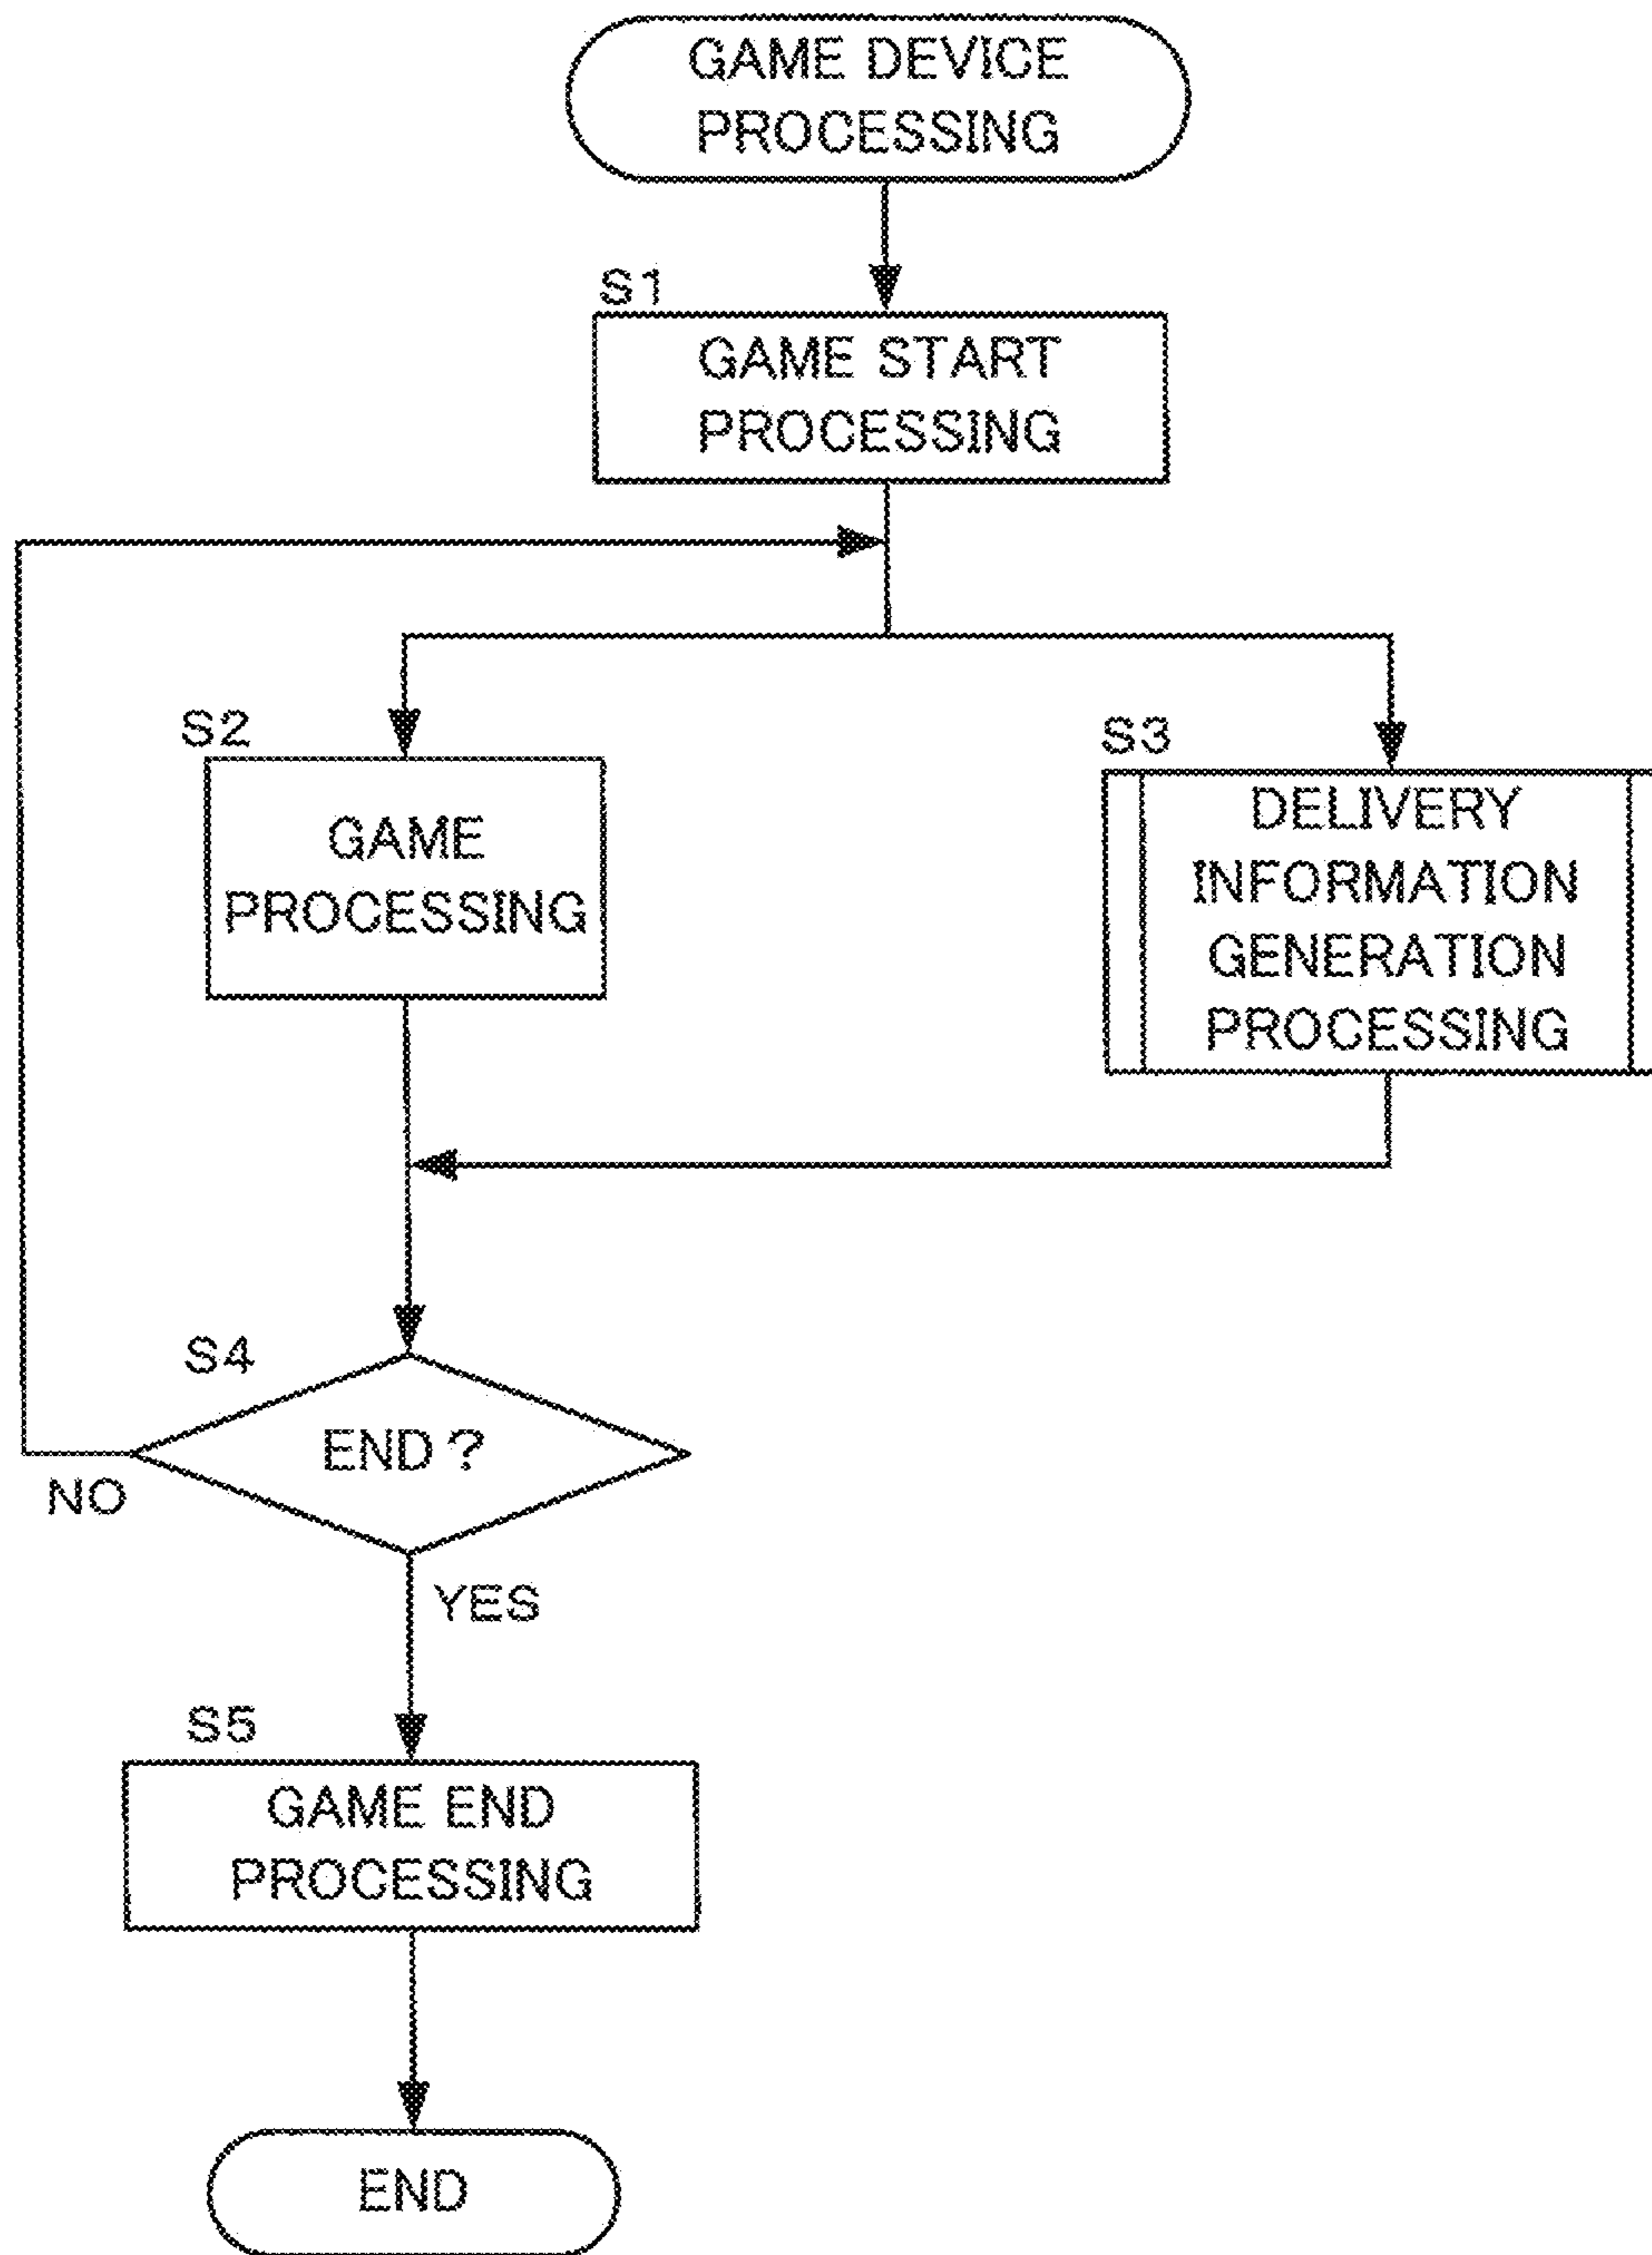 GAME DEVICE
PROCESSING
S1
GAME START
PROCESSING
S2
GAME
PROCESSING
S3
DELIVERY
INFORMATION
GENERATION
PROCESSING
S4
END?
NO
YES
S5
GAME END
PROCESSING
END